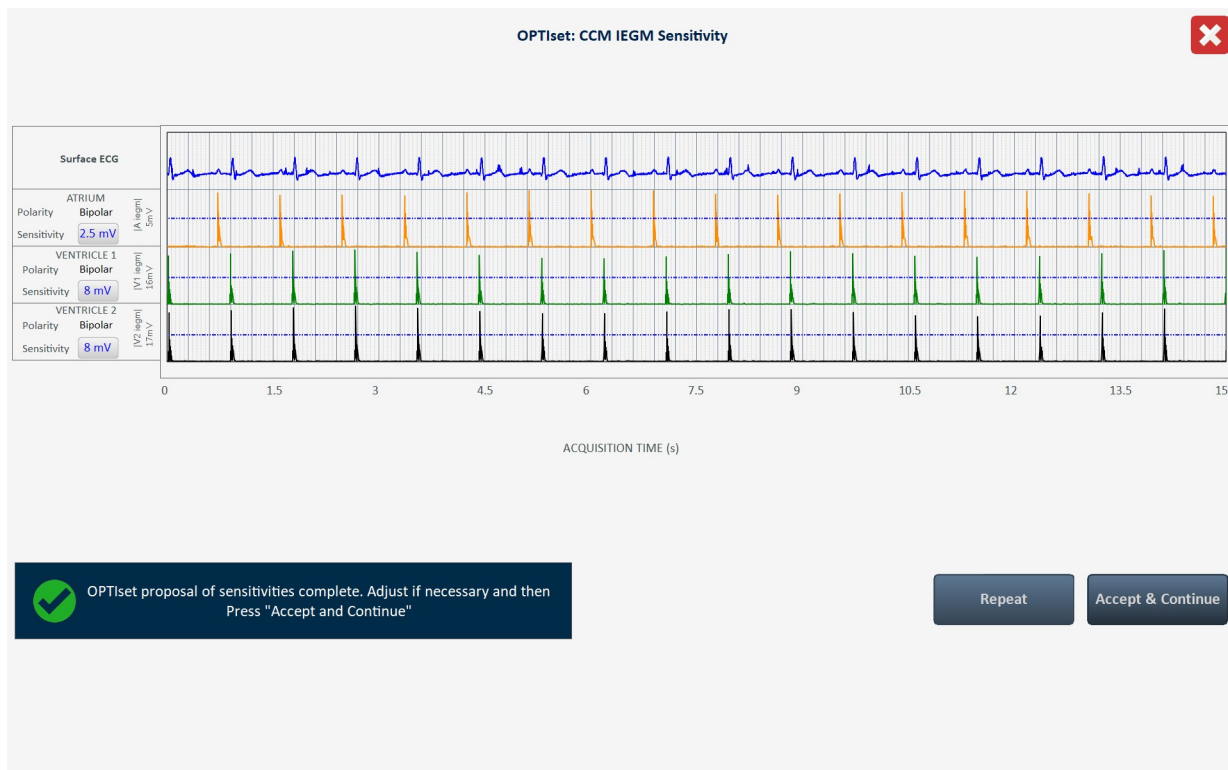 OPTIset: CCM IEGM Sensitivity
Surface ECG
ATRIUM
Polarity Bipolar
Sensitivity 2.5 mV
|A iegm|
5mV
VENTRICLE 1
Polarity Bipolar
Sensitivity 8 mV
|V1 iegm|
16mV
VENTRICLE 2
Polarity Bipolar
Sensitivity 8 mV
|V2 iegm|
17mV
0 1.5 3 4.5 6 7.5 9 10.5 12 13.5 15
ACQUISITION TIME (s)
OPTIset proposal of sensitivities complete. Adjust if necessary and then
Press "Accept and Continue"
Repeat
Accept & Continue